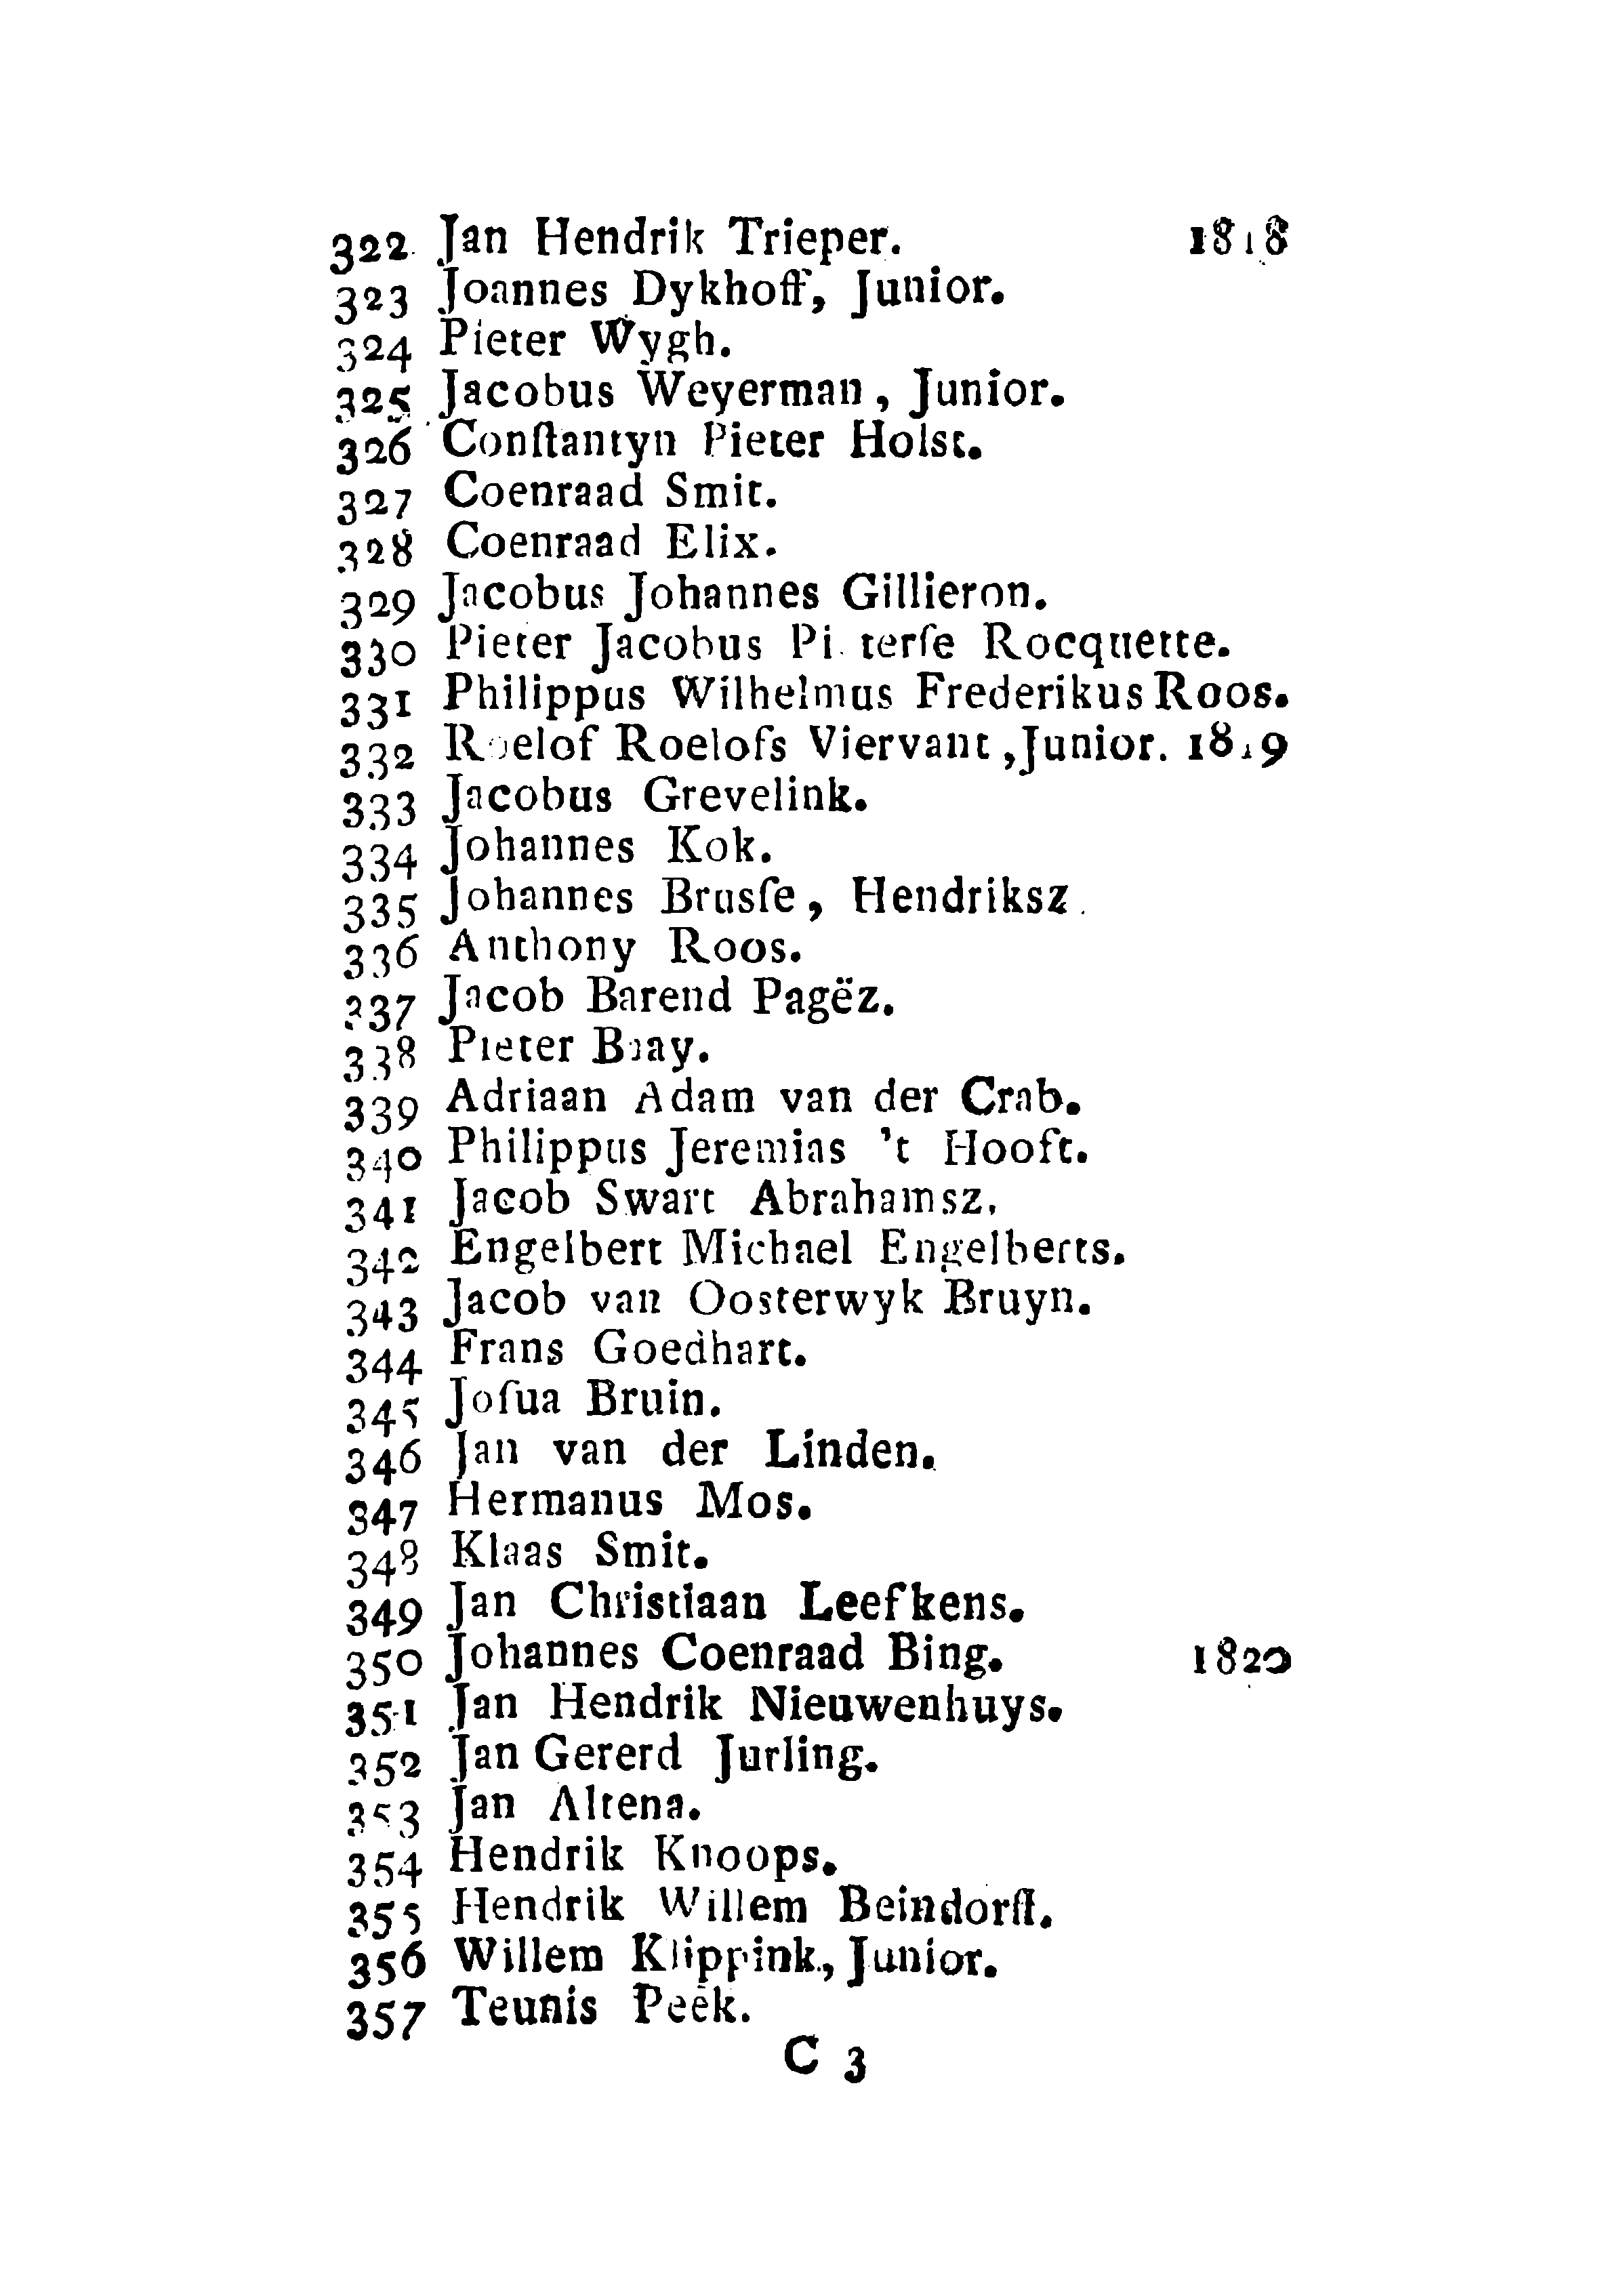 322 Jan Hendrik Trieper. 1818
323 Joannes Dykhoff, Junior.
324 Pieter Wygh.
325 Jacobus Weyerman, Junior.
326 Conſtantyn Pieter Holst.
327 Coenraad Smit.
328 Coenraad Elix.
329 Jacobus Johannes Gillieron.
330 Pieter Jacobus Pieterſe Rocquette.
331 Philippus Wilhelmus Frederikus Roos.
332 Roelof Roelofs Viervant, Junior. 1819
333 Jacobus Grevelink.
334 Johannes Kok.
335 Johannes Brusſe, Hendriksz.
336 Anthony Roos.
337 Jacob Barend Pagëz.
338 Pieter Baay.
339 Adriaan Adam van der Crab.
340 Philippus Jeremias 't Hooft.
341 Jacob Swart Abrahamsz.
342 Engelbert Michael Engelberts.
343 Jacob van Oosterwyk Bruyn.
344 Frans Goedhart.
345 Joſua Bruin.
346 Jan van der Linden.
347 Hermanus Mos.
348 Klaas Smit.
349 Jan Christiaan Leefkens.
350 Johannes Coenraad Bing. 1820
351 Jan Hendrik Nieuwenhuys.
352 Jan Gererd Jurling.
353 Jan Altena.
354 Hendrik Knoops.
355 Hendrik Willem Beindorff.
356 Willem Klippink, Junior.
357 Teunis Peek.
C 3